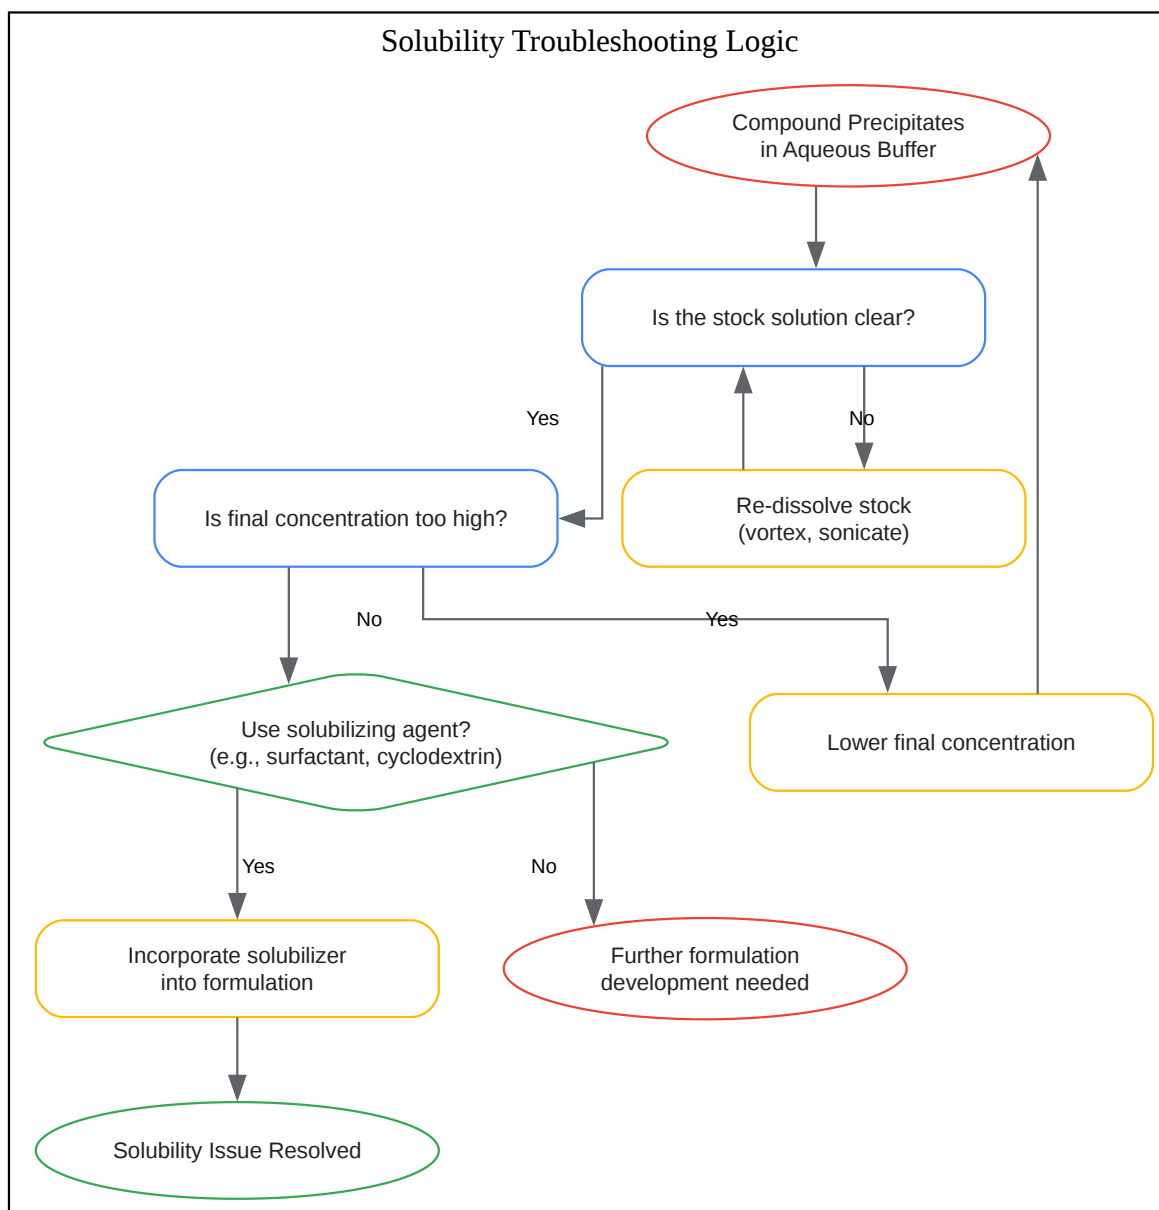 Solubility Troubleshooting Logic
Compound Precipitates
in Aqueous Buffer
Is the stock solution clear?
Yes
No
Is final concentration too high?
Re-dissolve stock
(vortex, sonicate)
No
Yes
Use solubilizing agent?
(e.g., surfactant, cyclodextrin)
Lower final concentration
Yes
No
Incorporate solubilizer
into formulation
Further formulation
development needed
Solubility Issue Resolved